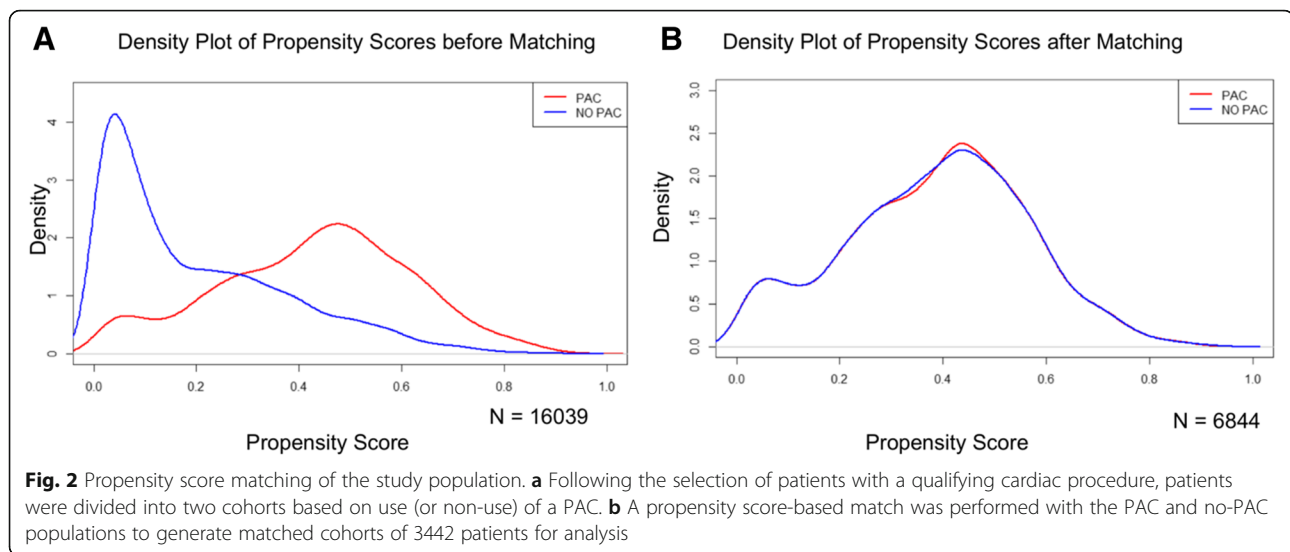 A
Density Plot of Propensity Scores before Matching
PAC
NO PAC
Density
4
3
2
1
0
0.0 0.2 0.4 0.6 0.8 1.0
N = 16039
Propensity Score
B
Density Plot of Propensity Scores after Matching
PAC
NO PAC
Density
3.0
2.5
2.0
1.5
1.0
0.5
0.0
0.0 0.2 0.4 0.6 0.8 1.0
N = 6844
Propensity Score
Fig. 2 Propensity score matching of the study population. a Following the selection of patients with a qualifying cardiac procedure, patients
were divided into two cohorts based on use (or non-use) of a PAC. b A propensity score-based match was performed with the PAC and no-PAC
populations to generate matched cohorts of 3442 patients for analysis